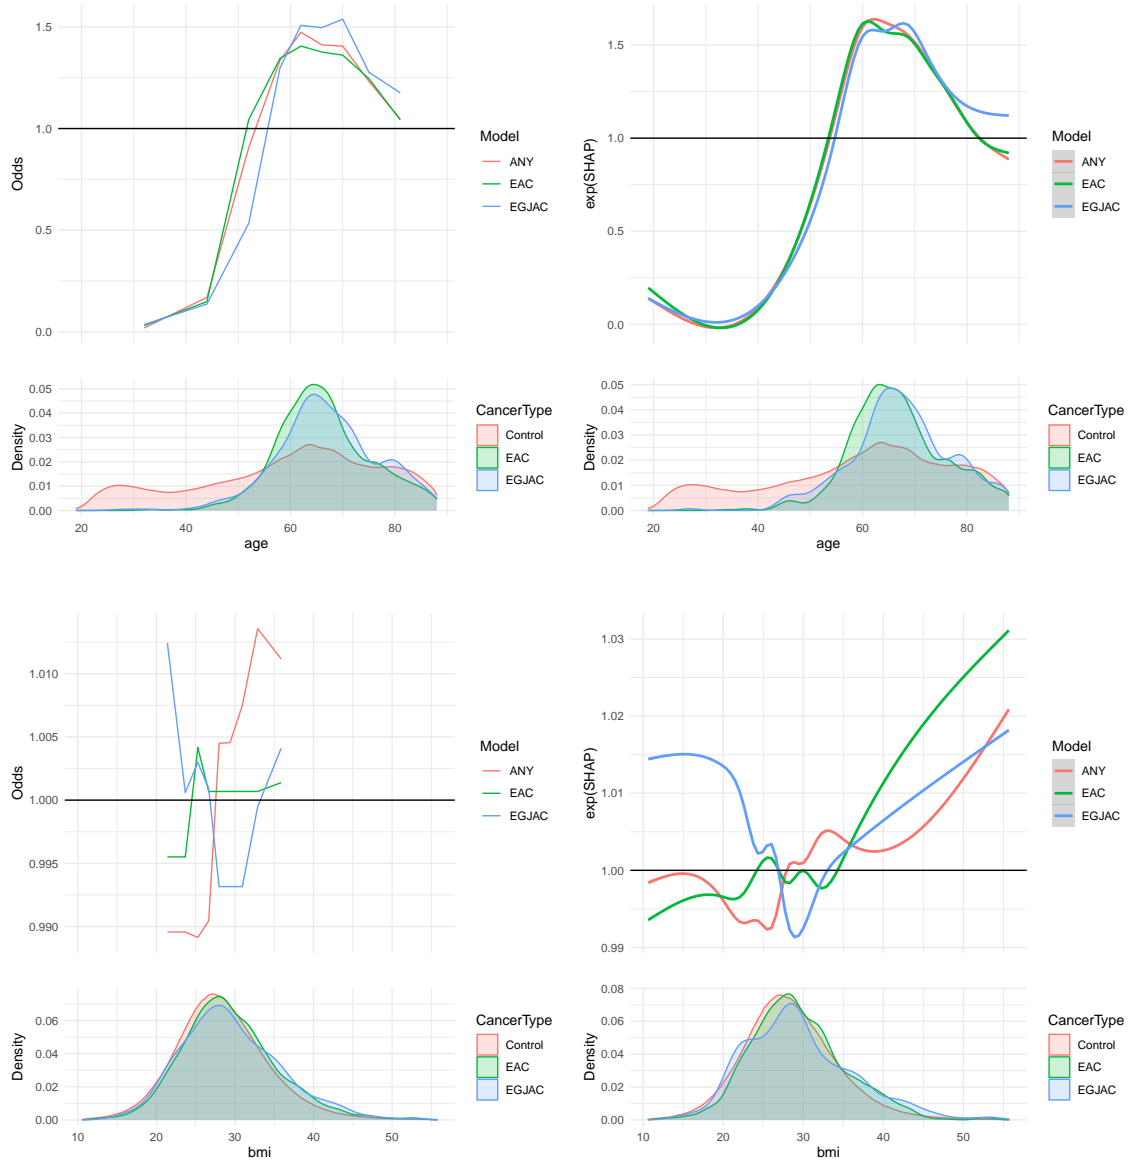 1.5
1.0
0.5
0.0
Odds
Model
ANY
EAC
EGJAC
1.5
1.0
0.5
0.0
exp(SHAP)
Model
ANY
EAC
EGJAC
0.05
0.04
0.03
0.02
0.01
0.00
Density
20 40 60 80
age
CancerType
Control
EAC
EGJAC
0.05
0.04
0.03
0.02
0.01
0.00
Density
20 40 60 80
age
CancerType
Control
EAC
EGJAC
1.010
1.005
1.000
0.995
0.990
Odds
Model
ANY
EAC
EGJAC
1.03
1.02
1.01
1.00
0.99
exp(SHAP)
Model
ANY
EAC
EGJAC
0.06
0.04
0.02
0.00
Density
10 20 30 40 50
bmi
CancerType
Control
EAC
EGJAC
0.08
0.06
0.04
0.02
0.00
Density
10 20 30 40 50
bmi
CancerType
Control
EAC
EGJAC